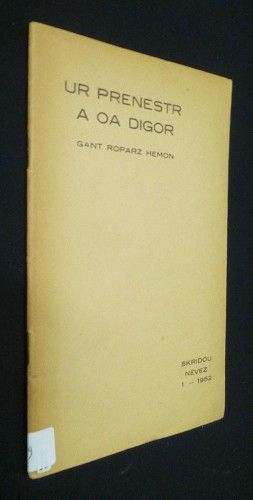 UR PRENESTR
A OA DIGOR
GANT ROPARZ HEMON
SKRIDOU
NEVEZ
1 — 1952